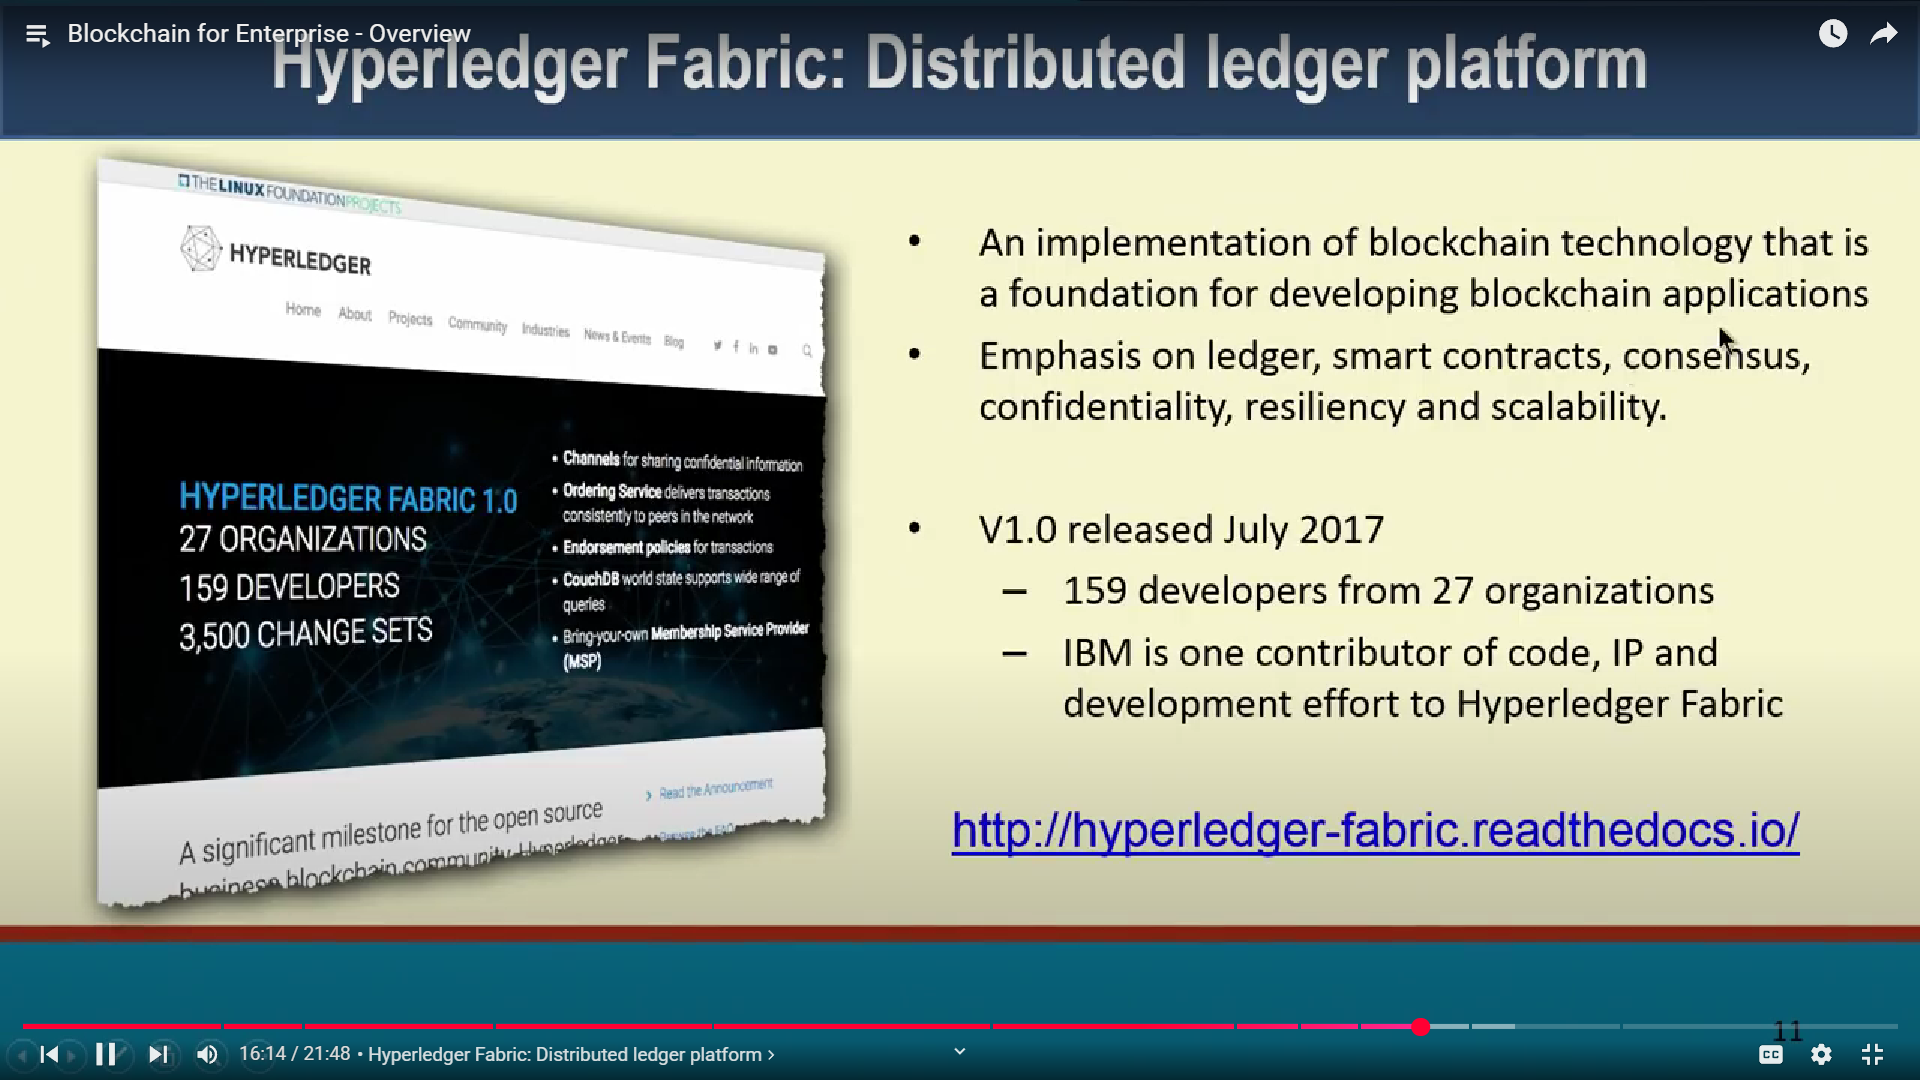 Blockchain for Enterprise - Overview
Hyperledger Fabric: Distributed ledger platform
THE LINUX FOUNDATION PROJECTS
HYPERLEDGER
Home About Projects Community Industries News & Events Blog
HYPERLEDGER FABRIC 1.0
27 ORGANIZATIONS
159 DEVELOPERS
3,500 CHANGE SETS
• Channels for sharing confidential information
• Ordering Service delivers transactions
consistently to peers in the network
• Endorsement policies for transactions
• CouchDB world state supports wide range of
queries
• Bring-your-own Membership Service Provider
(MSP)
A significant milestone for the open source
business blockchain community, Hyperledger
› Read the Announcement
Browse the FAQ
• An implementation of blockchain technology that is
a foundation for developing blockchain applications
• Emphasis on ledger, smart contracts, consensus,
confidentiality, resiliency and scalability.
• V1.0 released July 2017
– 159 developers from 27 organizations
– IBM is one contributor of code, IP and
development effort to Hyperledger Fabric
http://hyperledger-fabric.readthedocs.io/
11
16:14 / 21:48 • Hyperledger Fabric: Distributed ledger platform ›
CC